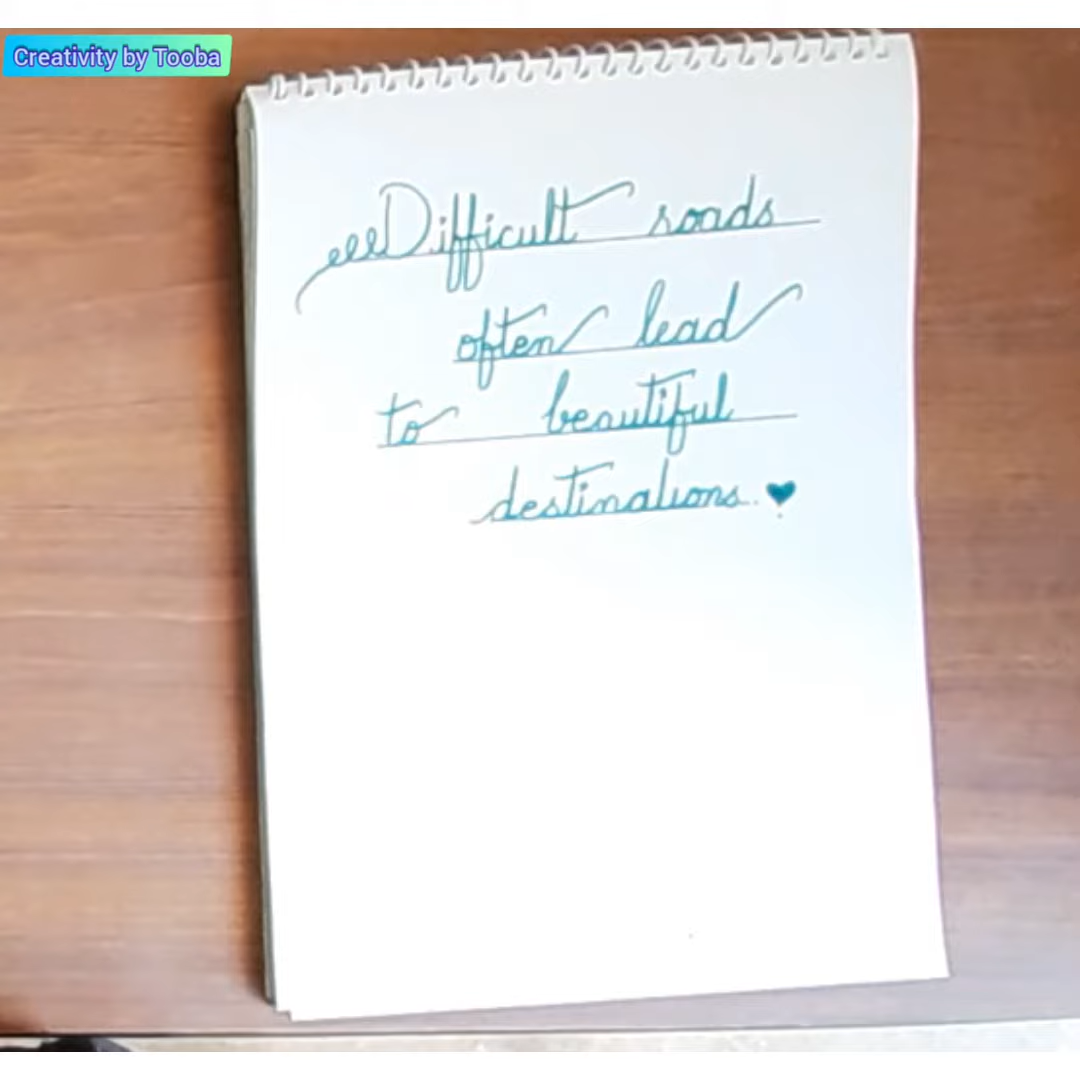 Creativity by Tooba
Difficult roads
often lead
to beautiful
destinations. ♥